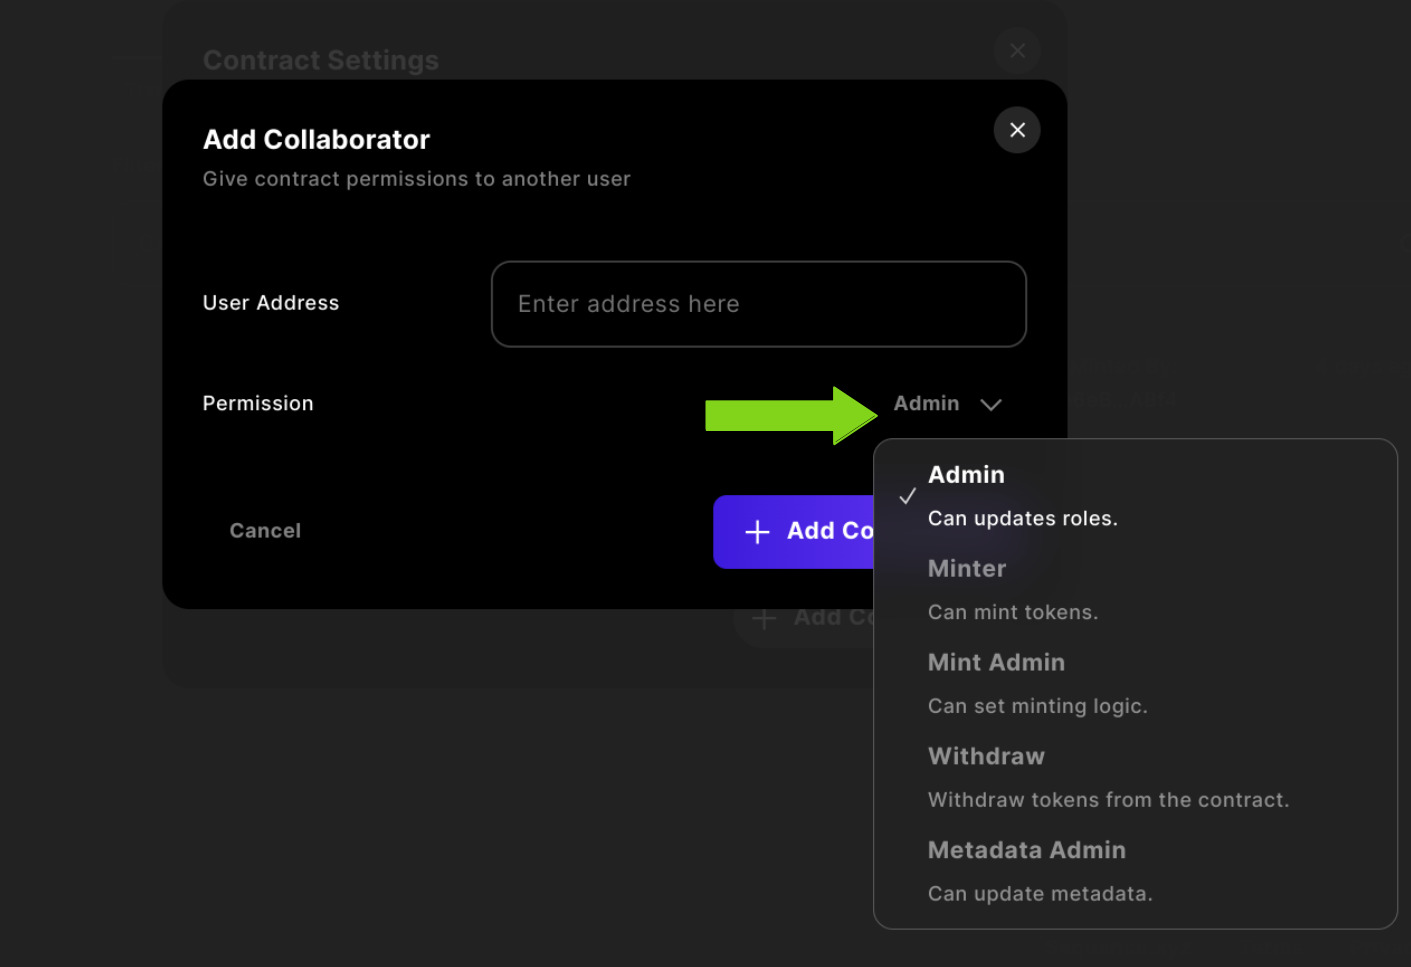 Contract Settings
Add Collaborator
Give contract permissions to another user
User Address
Enter address here
Permission
Admin
Admin
Can updates roles.
Cancel
Add Co
Minter
Can mint tokens.
Add Co
Mint Admin
Can set minting logic.
Withdraw
Withdraw tokens from the contract.
Metadata Admin
Can update metadata.